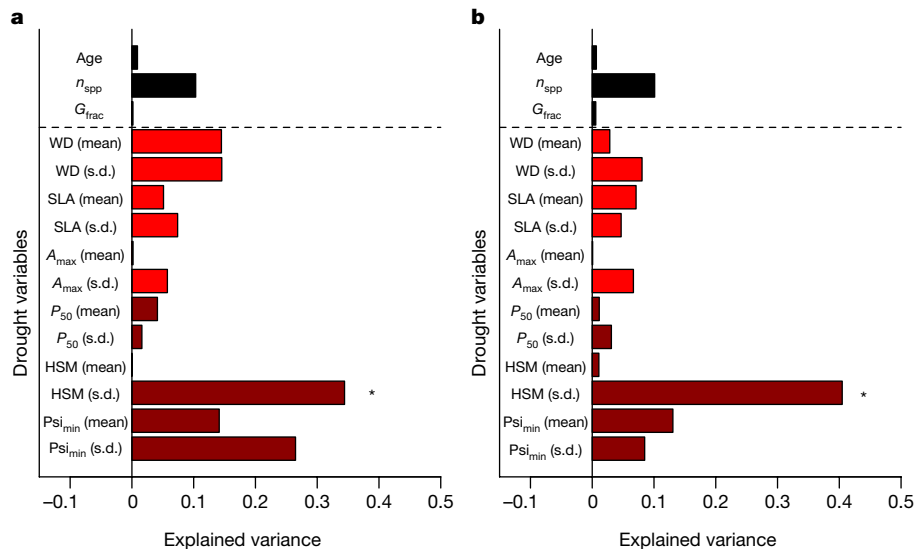 a
Age
nspp
Gfrac
WD (mean)
WD (s.d.)
SLA (mean)
SLA (s.d.)
Amax (mean)
Amax (s.d.)
P50 (mean)
P50 (s.d.)
HSM (mean)
HSM (s.d.)
*
Psimin (mean)
Psimin (s.d.)
Drought variables
−0.1 0 0.1 0.2 0.3 0.4 0.5
Explained variance
b
Age
nspp
Gfrac
WD (mean)
WD (s.d.)
SLA (mean)
SLA (s.d.)
Amax (mean)
Amax (s.d.)
P50 (mean)
P50 (s.d.)
HSM (mean)
HSM (s.d.)
*
Psimin (mean)
Psimin (s.d.)
Drought variables
−0.1 0 0.1 0.2 0.3 0.4 0.5
Explained variance